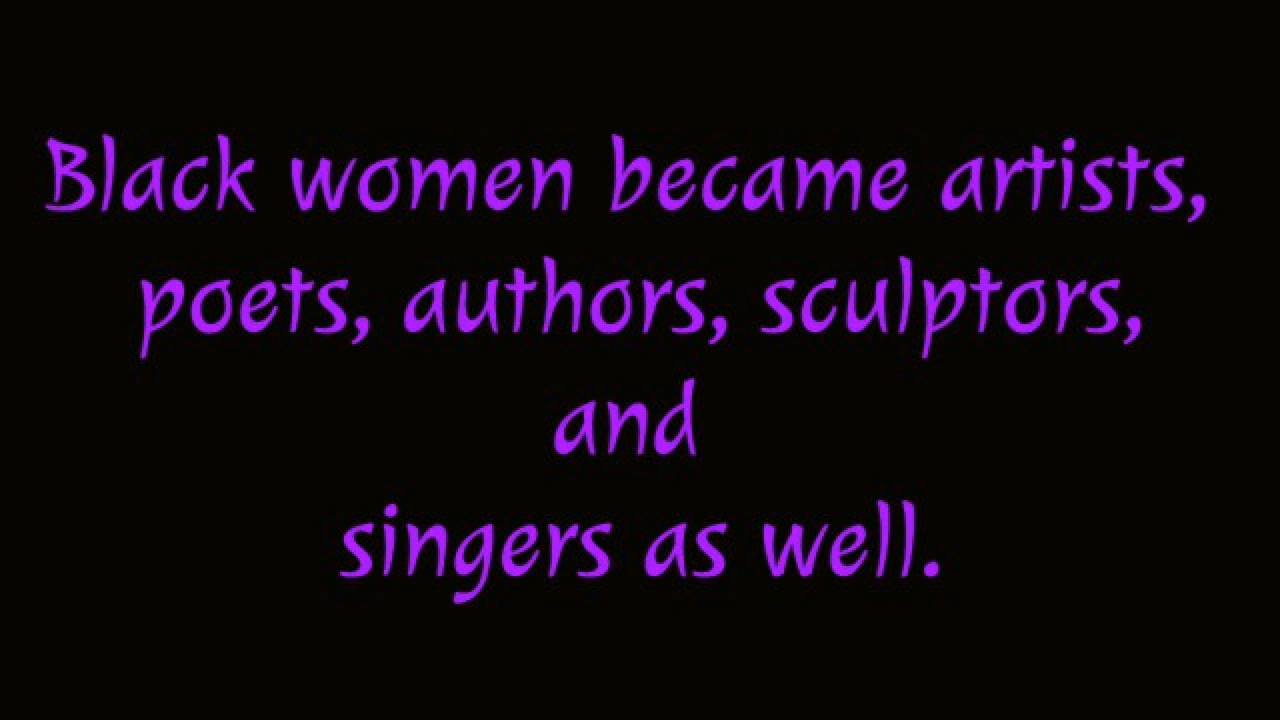 Black women became artists,
poets, authors, sculptors,
and
singers as well.